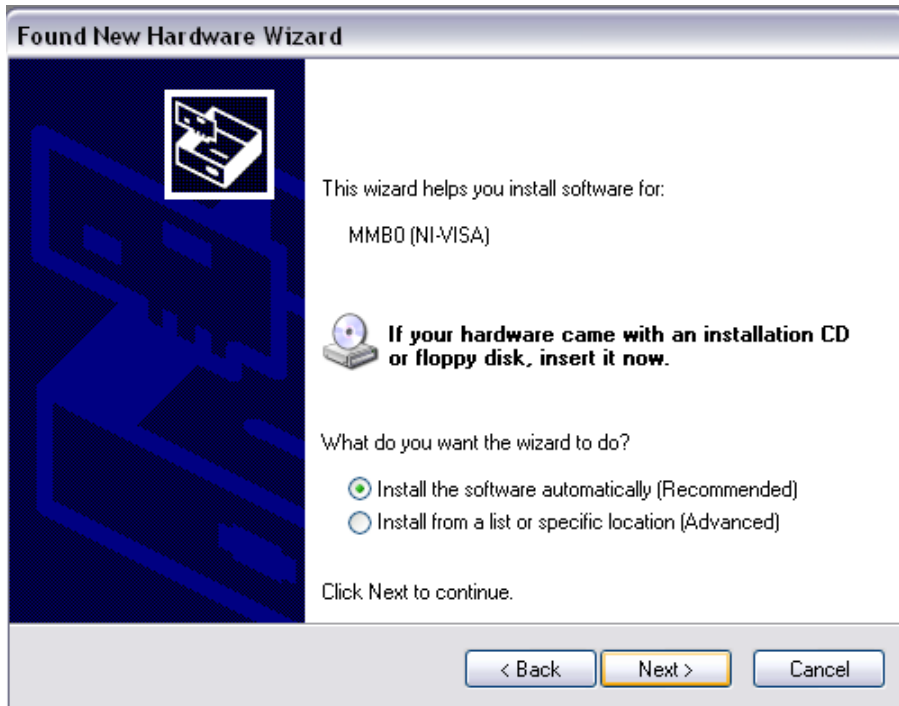 Found New Hardware Wizard
This wizard helps you install software for:
MMB0 (NI-VISA)
If your hardware came with an installation CD
or floppy disk, insert it now.
What do you want the wizard to do?
Install the software automatically (Recommended)
Install from a list or specific location (Advanced)
Click Next to continue.
< Back Next > Cancel